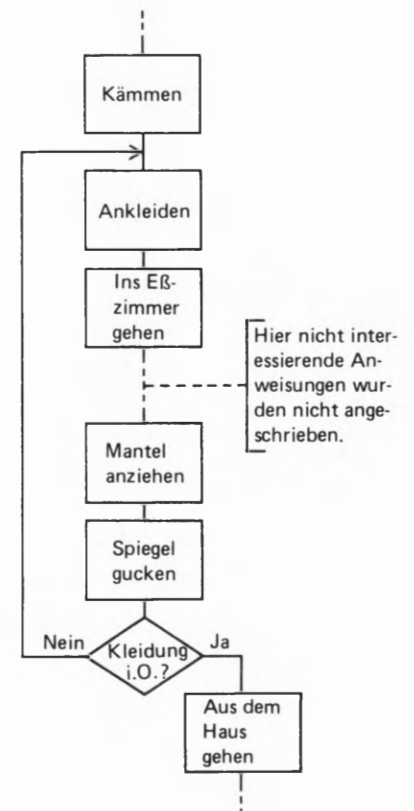 Kämmen
Ankleiden
Ins Eß-
zimmer
gehen
Hier nicht inter-
essierende An-
weisungen wur-
den nicht ange-
schrieben.
Mantel
anziehen
Spiegel
gucken
Nein
Kleidung
i.O.?
Ja
Aus dem
Haus
gehen